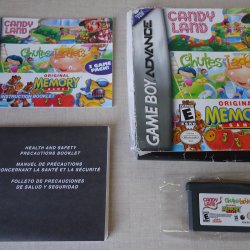 CANDY LAND
Chutes and Ladders
3 GAME PACK!
ORIGINAL
MEMORY
INSTRUCTION BOOKLET
GAME BOY ADVANCE
CANDY LAND
Chutes and Ladders
ORIGINAL
MEMORY
E
HEALTH AND SAFETY
PRECAUTIONS BOOKLET
MANUEL DE PRÉCAUTIONS
CONCERNANT LA SANTÉ ET LA SÉCURITÉ
FOLLETO DE PRECAUCIONES
DE SALUD Y SEGURIDAD